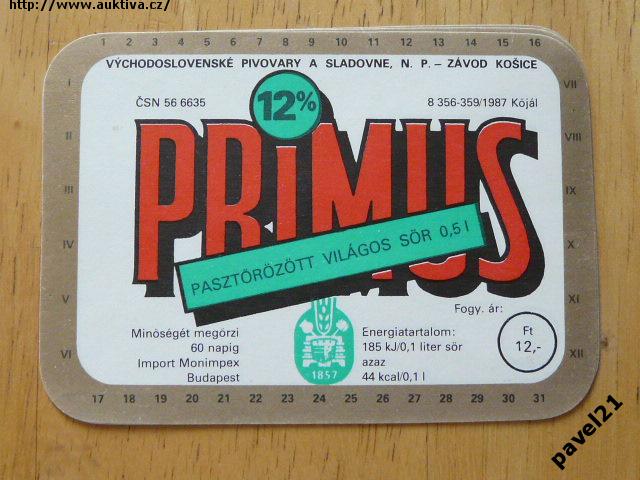 http://www.auktiva.cz/
1 2 3 4 5 6 7 8 9 10 11 12 13 14 15 16
VÝCHODOSLOVENSKÉ PIVOVARY A SLADOVNE, N. P. – ZÁVOD KOŠICE
I VII
ČSN 56 6635
12%
8 356-359/1987 Kójál
II VIII
PRiMUS
III IX
PASZTŐRÖZÖTT VILÁGOS SÖR 0,5 l
IV X
V XI
Fogy. ár:
Minőségét megőrzi
60 napig
Import Monimpex
Budapest
1857
Energiatartalom:
185 kJ/0,1 liter sör
azaz
44 kcal/0,1 l
Ft
12,-
VI XII
17 18 19 20 21 22 23 24 25 26 27 28 29 30 31
pavel21